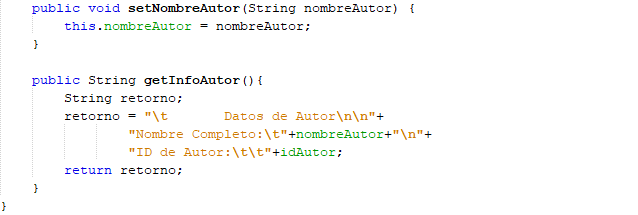 public void setNombreAutor(String nombreAutor) {
this.nombreAutor = nombreAutor;
}
public String getInfoAutor(){
String retorno;
retorno = "\t       Datos de Autor\n\n"+
"Nombre Completo:\t"+nombreAutor+"\n"+
"ID de Autor:\t\t"+idAutor;
return retorno;
}
}